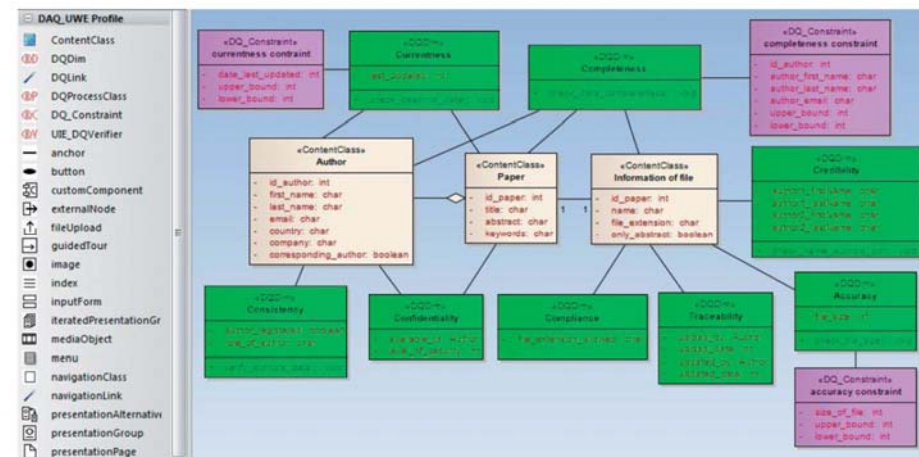 DAQ_UWE Profile
ContentClass
DQDim
DQLink
DQProcessClass
DQ_Constraint
UIE_DQVerifier
anchor
button
customComponent
externalNode
fileUpload
guidedTour
image
index
inputForm
iteratedPresentationGr
mediaObject
menu
navigationClass
navigationLink
presentationAlternative
presentationGroup
presentationPage
«DQ_Constraint»
currentness contraint
- date_last_updated: int
- upper_bound: int
- lower_bound: int
«DQDim»
Currentness
«DQDim»
Completeness
«DQ_Constraint»
completeness constraint
- id_author: int
- author_first_name: char
- author_last_name: char
- author_email: char
- upper_bound: int
- lower_bound: int
«ContentClass»
Author
- id_author: int
- first_name: char
- last_name: char
- email: char
- country: char
- company: char
- corresponding_author: boolean
«ContentClass»
Paper
- id_paper: int
- title: char
- abstract: char
- keywords: char
1 1
«ContentClass»
Information of file
- id_paper: int
- name: char
- file_extension: char
- only_abstract: boolean
«DQDim»
Credibility
«DQDim»
Consistency
«DQDim»
Confidentiality
«DQDim»
Compliance
«DQDim»
Traceability
«DQDim»
Accuracy
- file_size: int
«DQ_Constraint»
accuracy constraint
- size_of_file: int
- upper_bound: int
- lower_bound: int